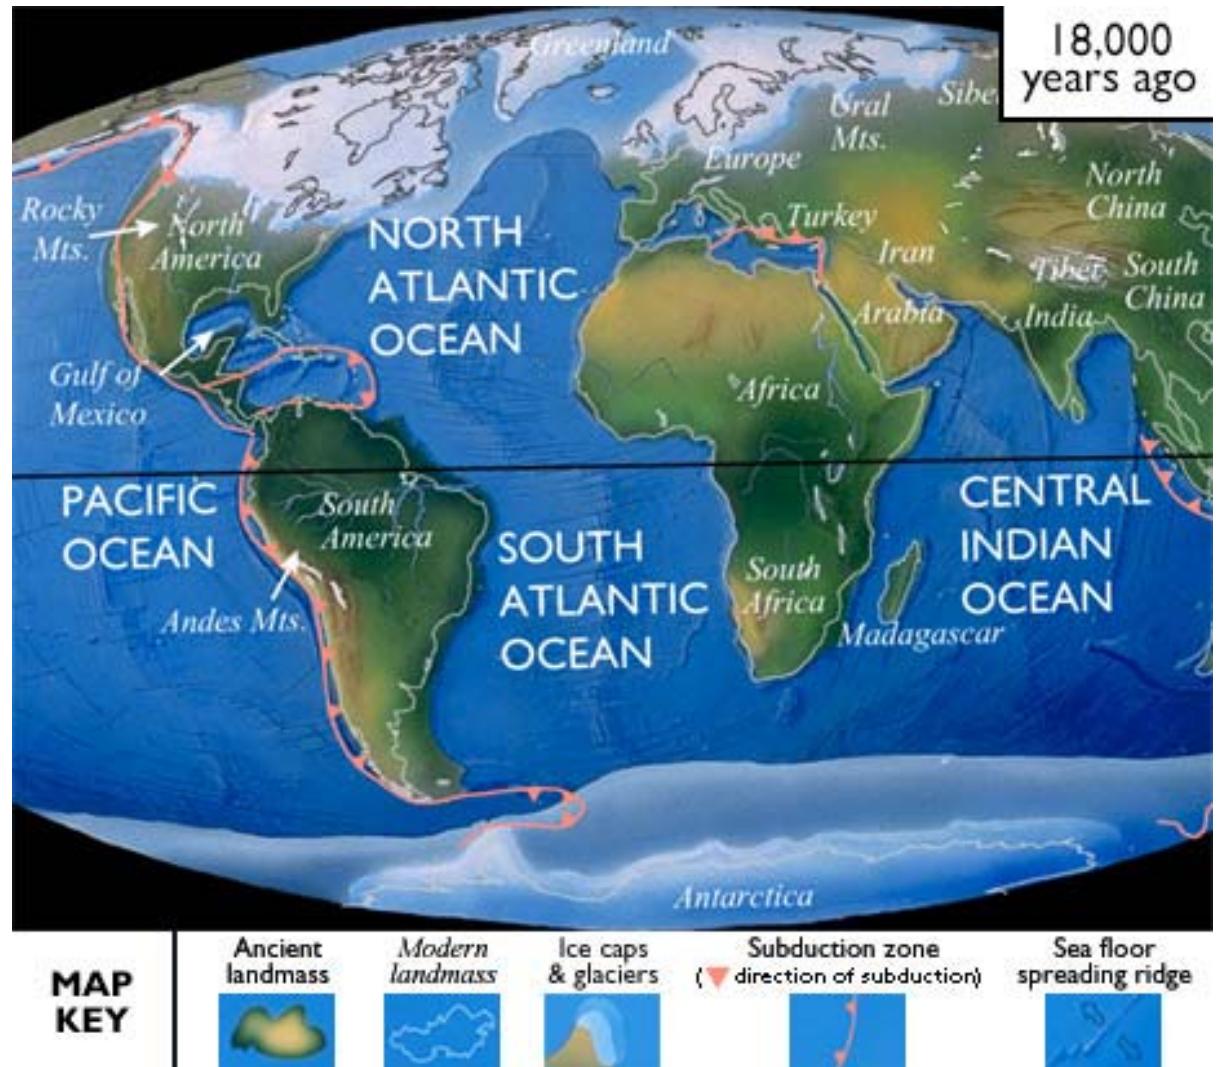 18,000
years ago
Greenland
Ural
Mts.
Sibe
Europe
North
China
Rocky
Mts.
North
America
NORTH
ATLANTIC
OCEAN
Turkey
Iran
Tibet
South
China
Arabia
India
Gulf of
Mexico
Africa
PACIFIC
OCEAN
South
America
SOUTH
ATLANTIC
OCEAN
CENTRAL
INDIAN
OCEAN
South
Africa
Andes Mts.
Madagascar
Antarctica
MAP
KEY
Ancient
landmass
Modern
landmass
Ice caps
& glaciers
Subduction zone
(▼ direction of subduction)
Sea floor
spreading ridge